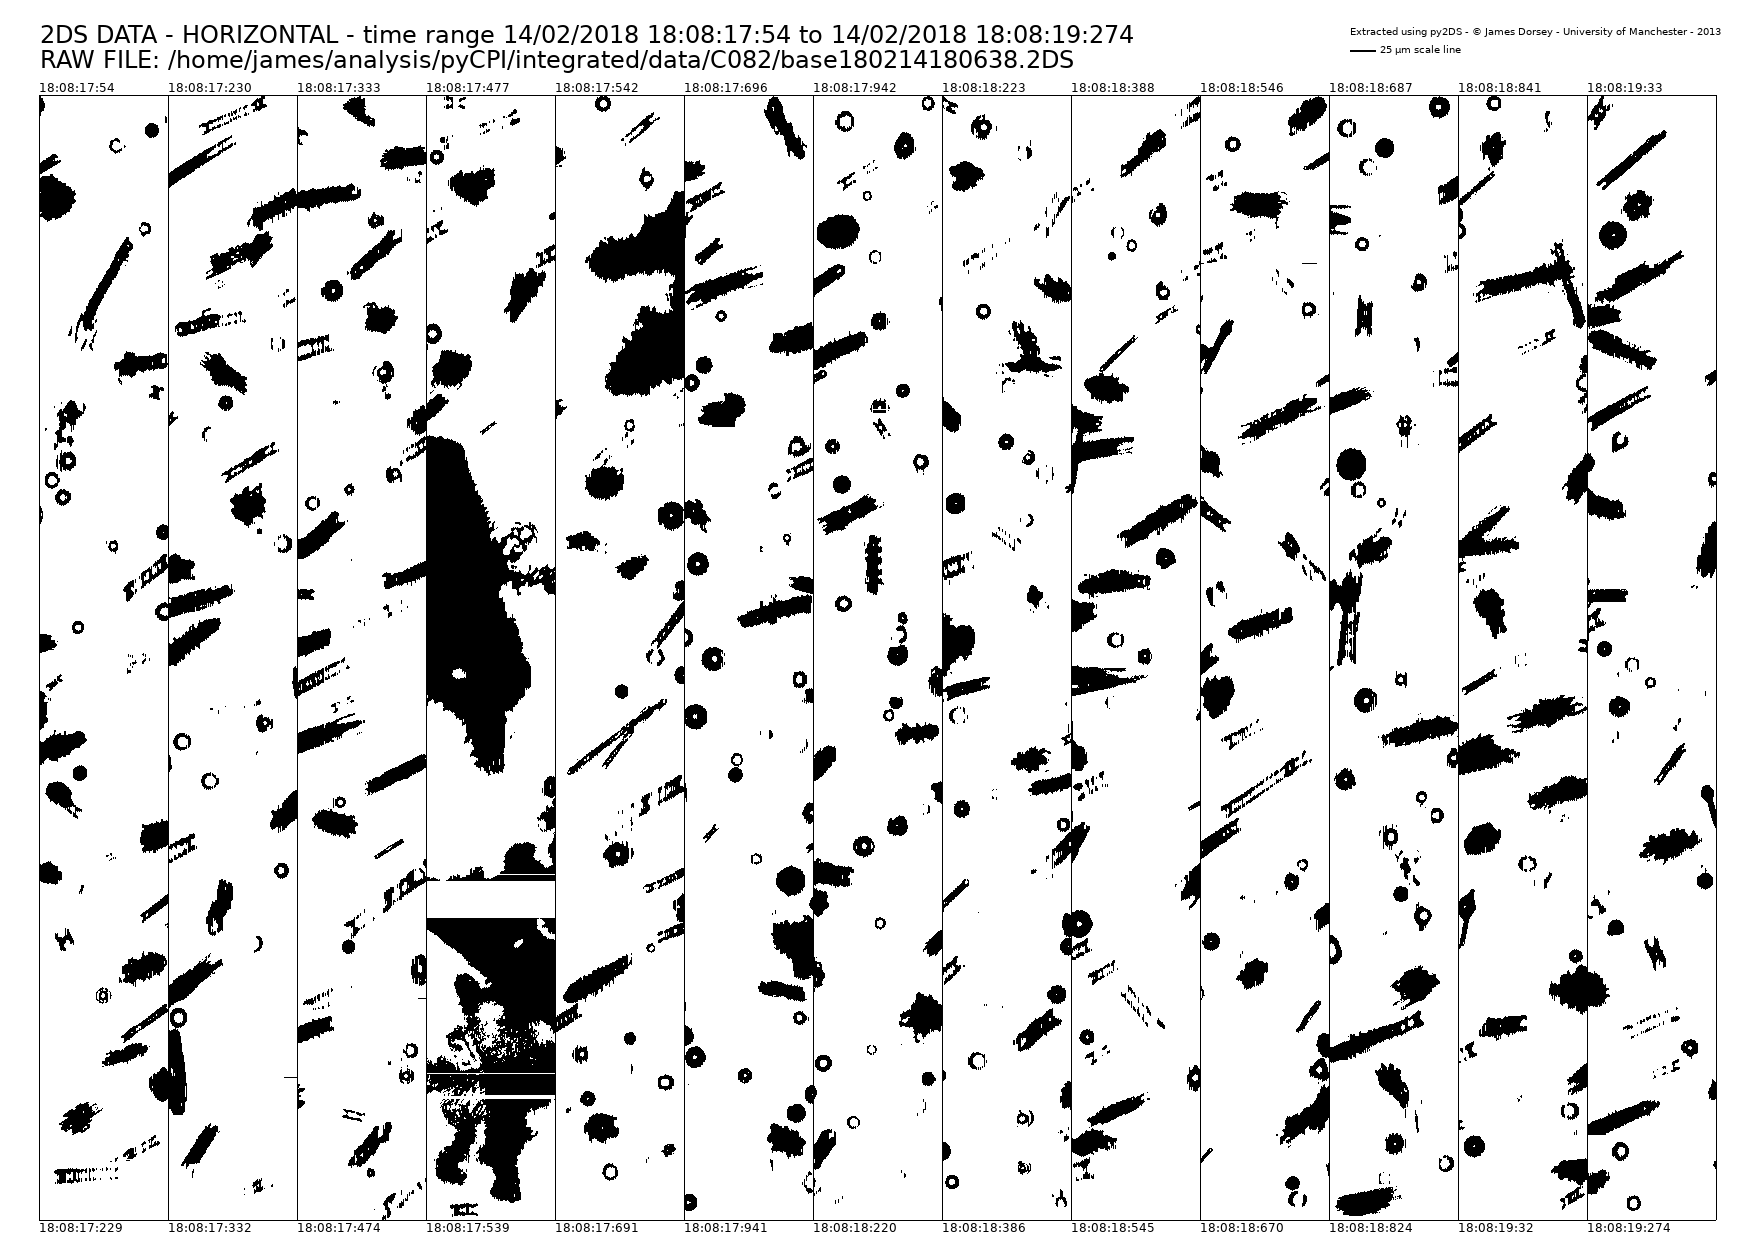 2DS DATA - HORIZONTAL - time range 14/02/2018 18:08:17:54 to 14/02/2018 18:08:19:274
RAW FILE: /home/james/analysis/pyCPI/integrated/data/C082/base180214180638.2DS
Extracted using py2DS - © James Dorsey - University of Manchester - 2013
25 µm scale line
18:08:17:54 18:08:17:230 18:08:17:333 18:08:17:477 18:08:17:542 18:08:17:696 18:08:17:942 18:08:18:223 18:08:18:388 18:08:18:546 18:08:18:687 18:08:18:841 18:08:19:33
18:08:17:229 18:08:17:332 18:08:17:474 18:08:17:539 18:08:17:691 18:08:17:941 18:08:18:220 18:08:18:386 18:08:18:545 18:08:18:670 18:08:18:824 18:08:19:32 18:08:19:274